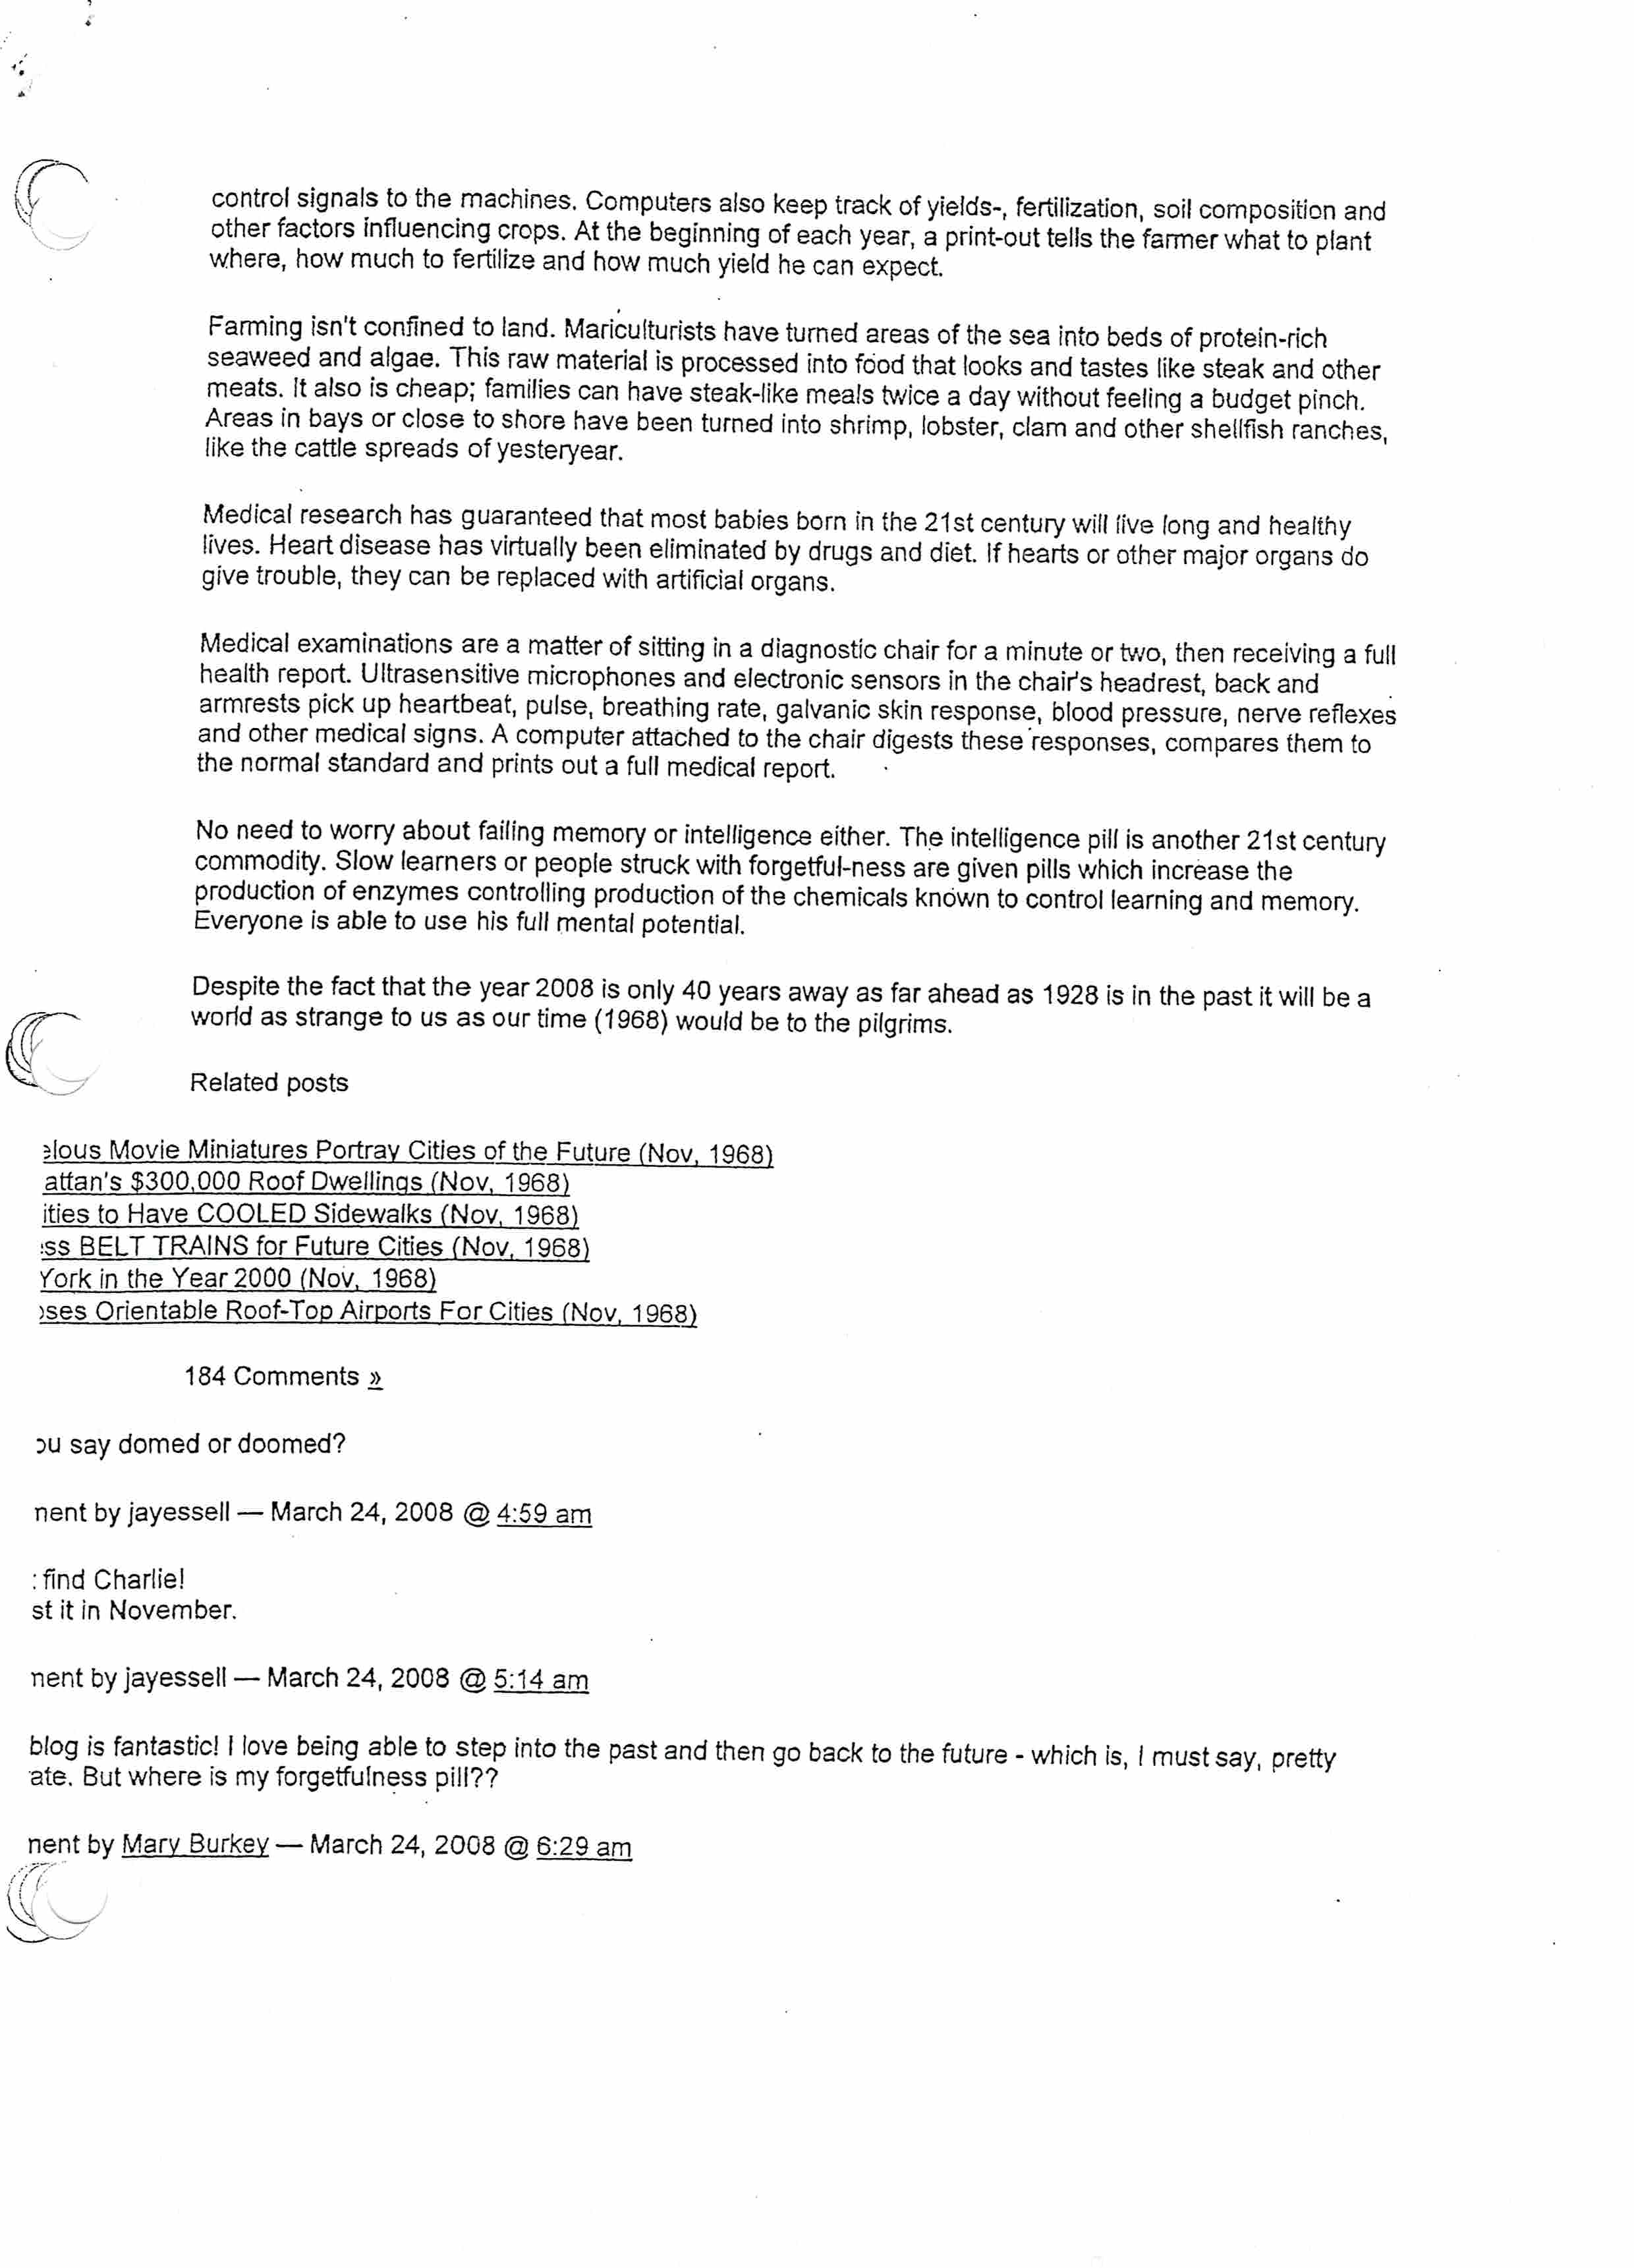 control signals to the machines. Computers also keep track of yields-, fertilization, soil composition and
other factors influencing crops. At the beginning of each year, a print-out tells the farmer what to plant
where, how much to fertilize and how much yield he can expect.
Farming isn't confined to land. Mariculturists have turned areas of the sea into beds of protein-rich
seaweed and algae. This raw material is processed into food that looks and tastes like steak and other
meats. It also is cheap; families can have steak-like meals twice a day without feeling a budget pinch.
Areas in bays or close to shore have been turned into shrimp, lobster, clam and other shellfish ranches,
like the cattle spreads of yesteryear.
Medical research has guaranteed that most babies born in the 21st century will live long and healthy
lives. Heart disease has virtually been eliminated by drugs and diet. If hearts or other major organs do
give trouble, they can be replaced with artificial organs.
Medical examinations are a matter of sitting in a diagnostic chair for a minute or two, then receiving a full
health report. Ultrasensitive microphones and electronic sensors in the chair's headrest, back and
armrests pick up heartbeat, pulse, breathing rate, galvanic skin response, blood pressure, nerve reflexes
and other medical signs. A computer attached to the chair digests these responses, compares them to
the normal standard and prints out a full medical report.
No need to worry about failing memory or intelligence either. The intelligence pill is another 21st century
commodity. Slow learners or people struck with forgetful-ness are given pills which increase the
production of enzymes controlling production of the chemicals known to control learning and memory.
Everyone is able to use his full mental potential.
Despite the fact that the year 2008 is only 40 years away as far ahead as 1928 is in the past it will be a
world as strange to us as our time (1968) would be to the pilgrims.
Related posts
lous Movie Miniatures Portray Cities of the Future (Nov, 1968)
attan's $300,000 Roof Dwellings (Nov, 1968)
ities to Have COOLED Sidewalks (Nov, 1968)
ss BELT TRAINS for Future Cities (Nov, 1968)
York in the Year 2000 (Nov, 1968)
ses Orientable Roof-Top Airports For Cities (Nov, 1968)
184 Comments »
ou say domed or doomed?
nent by jayessell — March 24, 2008 @ 4:59 am
: find Charlie!
st it in November.
nent by jayessell — March 24, 2008 @ 5:14 am
blog is fantastic! I love being able to step into the past and then go back to the future - which is, I must say, pretty
ate. But where is my forgetfulness pill??
nent by Mary Burkey — March 24, 2008 @ 6:29 am